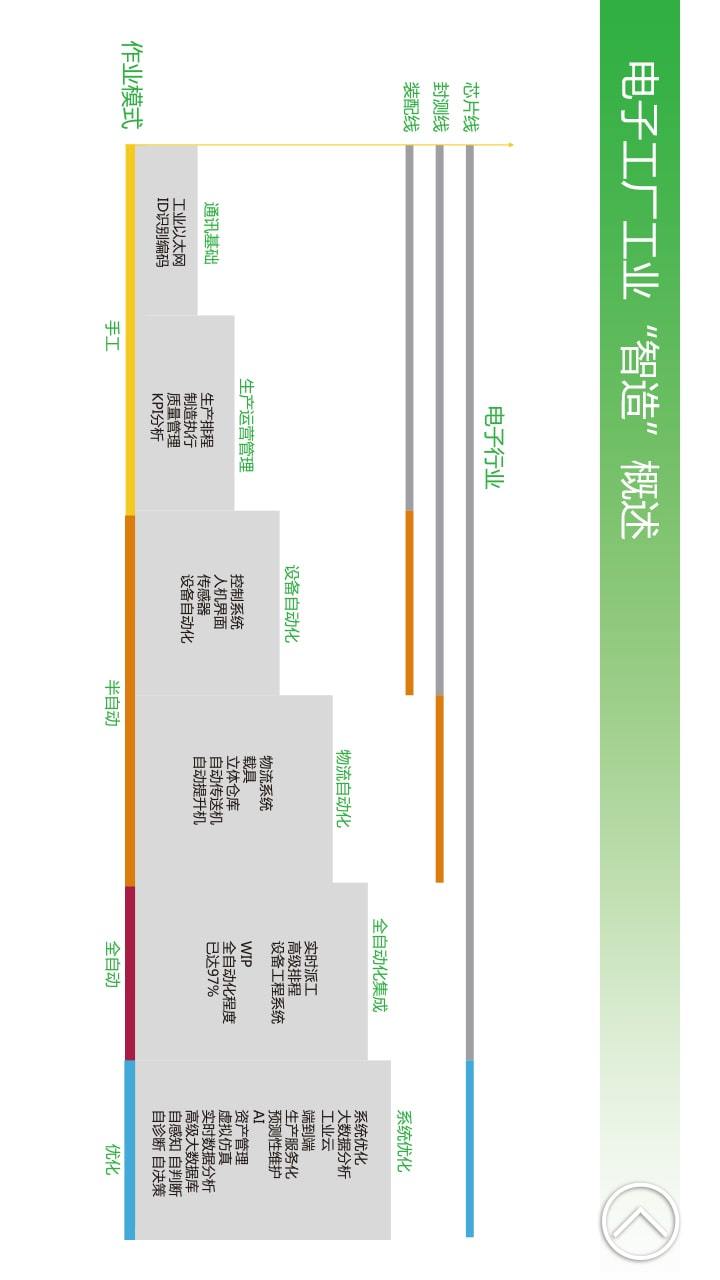 电子工厂工业“智造”概述
电子行业
芯片线
封测线
装配线
作业模式
通讯基础
工业以太网
ID识别编码
生产运营管理
生产排程
制造执行
质量管理
KPI分析
设备自动化
控制系统
人机界面
传感器
设备自动化
物流自动化
物流系统
载具
立体仓库
自动传送机
自动提升机
全自动化集成
实时派工
高级排程
设备工程系统
WIP
全自动化程度
已达97%
系统优化
系统优化
大数据分析
工业云
端到端
生产服务化
预测性维护
AI
资产管理
虚拟仿真
实时数据分析
高级大数据库
自感知 自判断
自诊断 自决策
手工
半自动
全自动
优化